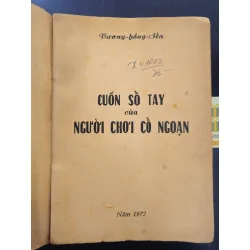 Vương-hồng-Sển
CUỐN SỔ TAY
của
NGƯỜI CHƠI CỔ NGOẠN
Năm 1972